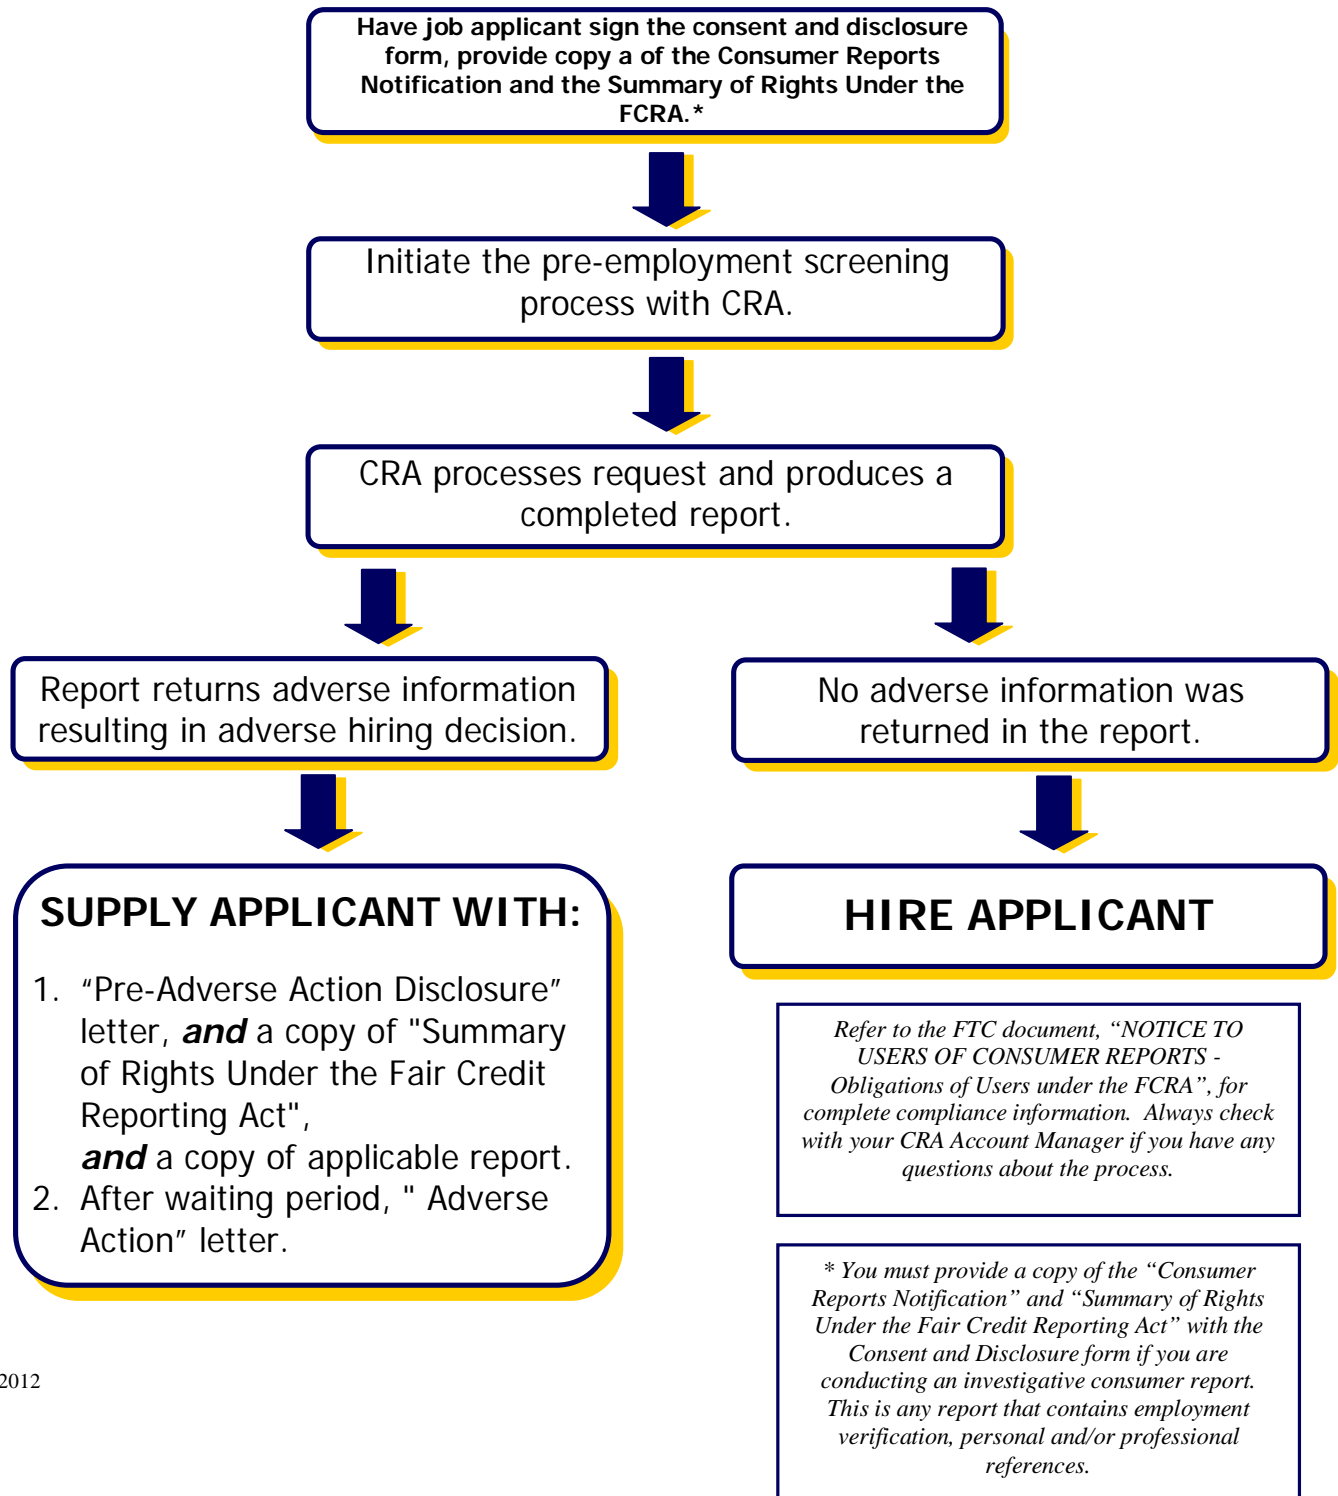 Have job applicant sign the consent and disclosure
form, provide copy a of the Consumer Reports
Notification and the Summary of Rights Under the
FCRA.*
Initiate the pre-employment screening
process with CRA.
CRA processes request and produces a
completed report.
Report returns adverse information
resulting in adverse hiring decision.
No adverse information was
returned in the report.
SUPPLY APPLICANT WITH:
1. “Pre-Adverse Action Disclosure”
letter, and a copy of "Summary
of Rights Under the Fair Credit
Reporting Act",
and a copy of applicable report.
2. After waiting period, " Adverse
Action” letter.
HIRE APPLICANT
Refer to the FTC document, “NOTICE TO
USERS OF CONSUMER REPORTS -
Obligations of Users under the FCRA”, for
complete compliance information.  Always check
with your CRA Account Manager if you have any
questions about the process.
* You must provide a copy of the “Consumer
Reports Notification” and “Summary of Rights
Under the Fair Credit Reporting Act” with the
Consent and Disclosure form if you are
conducting an investigative consumer report.
This is any report that contains employment
verification, personal and/or professional
references.
2012